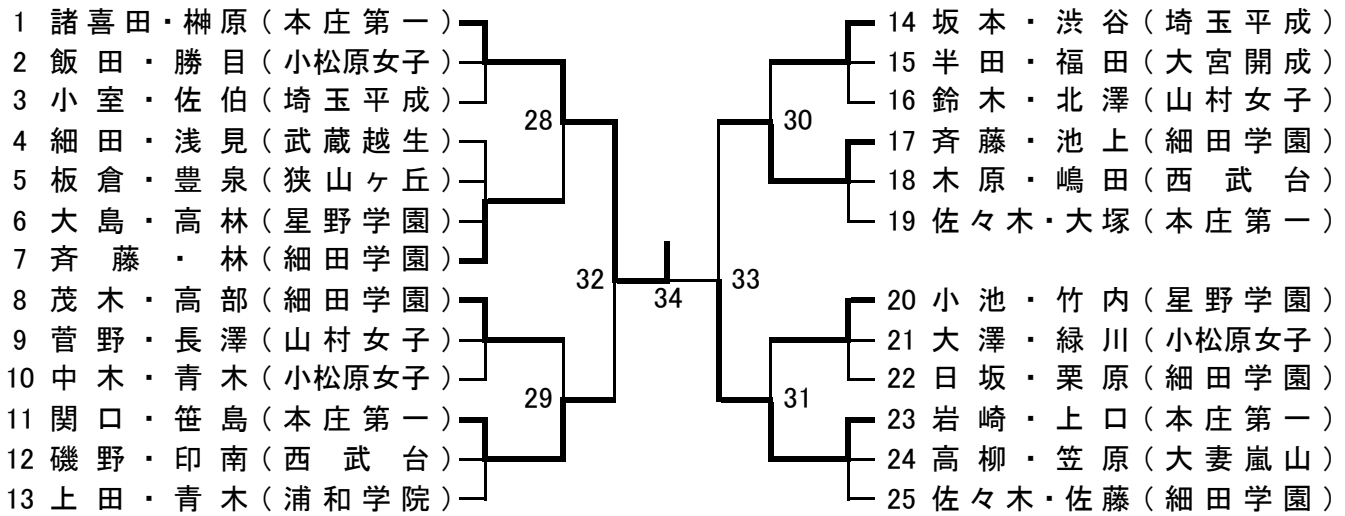 1 諸喜田・榊原(本庄第一)
2 飯田・勝目(小松原女子)
3 小室・佐伯(埼玉平成)
4 細田・浅見(武蔵越生)
5 板倉・豊泉(狭山ヶ丘)
6 大島・高林(星野学園)
7 斉藤・林(細田学園)
8 茂木・高部(細田学園)
9 菅野・長澤(山村女子)
10 中木・青木(小松原女子)
11 関口・笹島(本庄第一)
12 磯野・印南(西武台)
13 上田・青木(浦和学院)
28
29
32
34
33
30
31
14 坂本・渋谷(埼玉平成)
15 半田・福田(大宮開成)
16 鈴木・北澤(山村女子)
17 斉藤・池上(細田学園)
18 木原・嶋田(西武台)
19 佐々木・大塚(本庄第一)
20 小池・竹内(星野学園)
21 大澤・緑川(小松原女子)
22 日坂・栗原(細田学園)
23 岩崎・上口(本庄第一)
24 高柳・笠原(大妻嵐山)
25 佐々木・佐藤(細田学園)